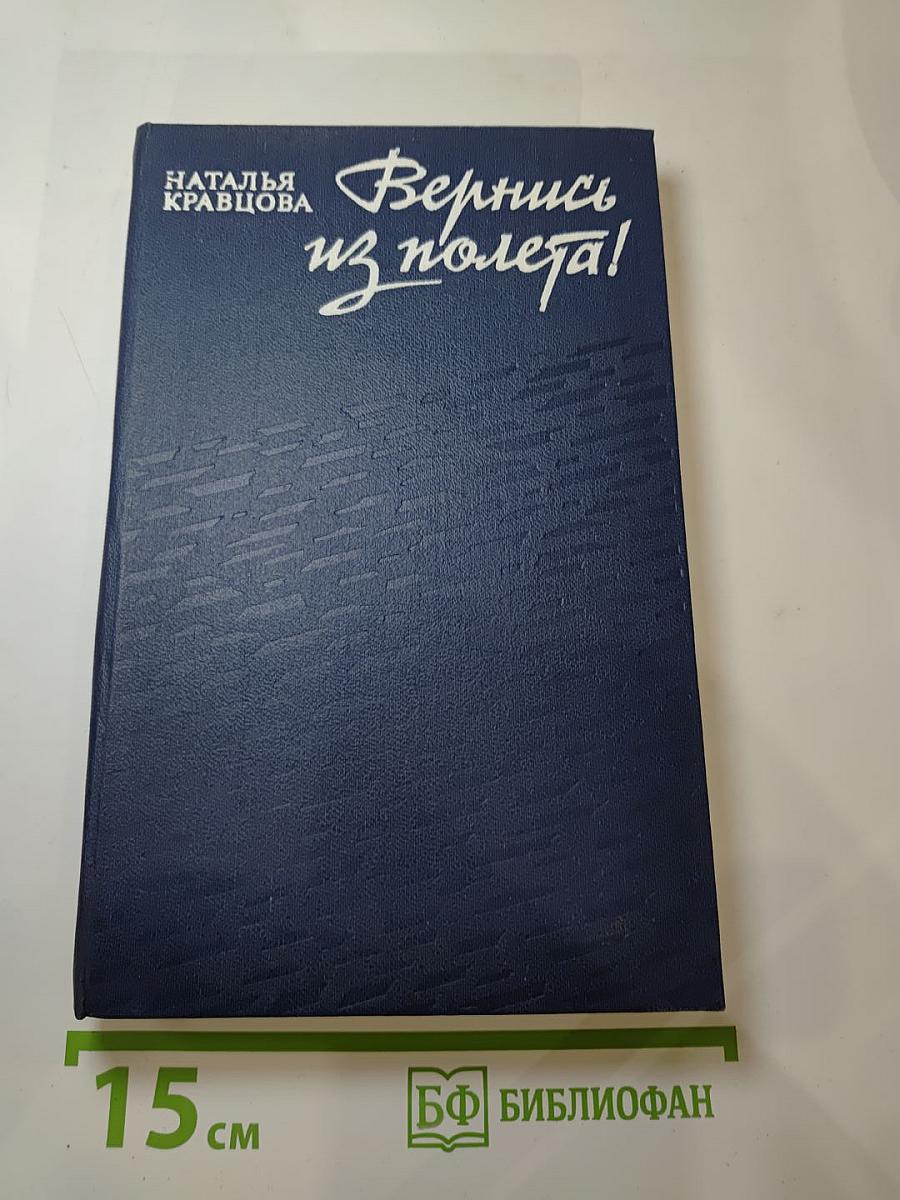 НАТАЛЬЯ
КРАВЦОВА
Вернись
из полета!
15 см
БФ БИБЛИОФАН